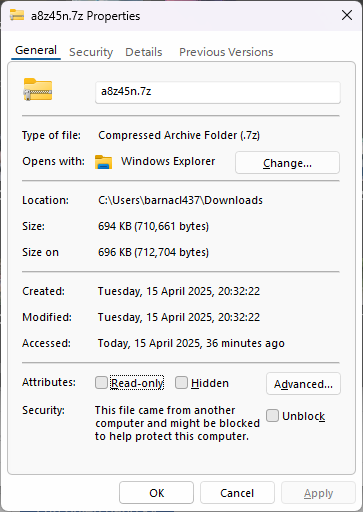 a8z45n.7z Properties
General Security Details Previous Versions
a8z45n.7z
Type of file: Compressed Archive Folder (.7z)
Opens with: Windows Explorer Change...
Location: C:\Users\barnacl437\Downloads
Size: 694 KB (710,661 bytes)
Size on 696 KB (712,704 bytes)
Created: Tuesday, 15 April 2025, 20:32:22
Modified: Tuesday, 15 April 2025, 20:32:22
Accessed: Today, 15 April 2025, 36 minutes ago
Attributes: Read-only Hidden Advanced...
Security: This file came from another
computer and might be blocked
to help protect this computer.
Unblock
OK Cancel Apply